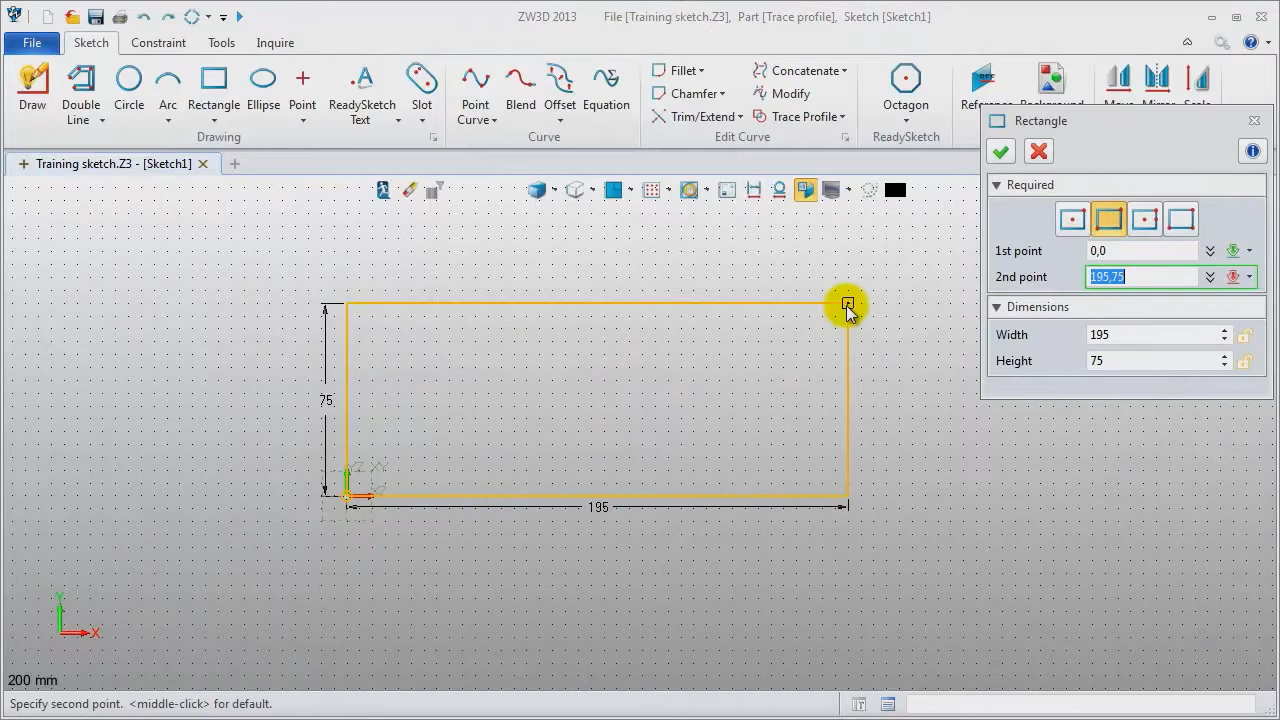 ZW3D 2013 File [Training sketch.Z3], Part [Trace profile], Sketch [Sketch1]
File Sketch Constraint Tools Inquire
Draw Double Line Circle Arc Rectangle Ellipse Point ReadySketch Text Slot
Point Curve Blend Offset Equation
Fillet Concatenate
Chamfer Modify
Trim/Extend Trace Profile
Octagon
REF
Drawing Curve Edit Curve ReadySketch
Training sketch.Z3 - [Sketch1]
Rectangle
Required
1st point 0,0
2nd point 195,75
Dimensions
Width 195
Height 75
75
XY
195
Y
X
200 mm
Specify second point. <middle-click> for default.